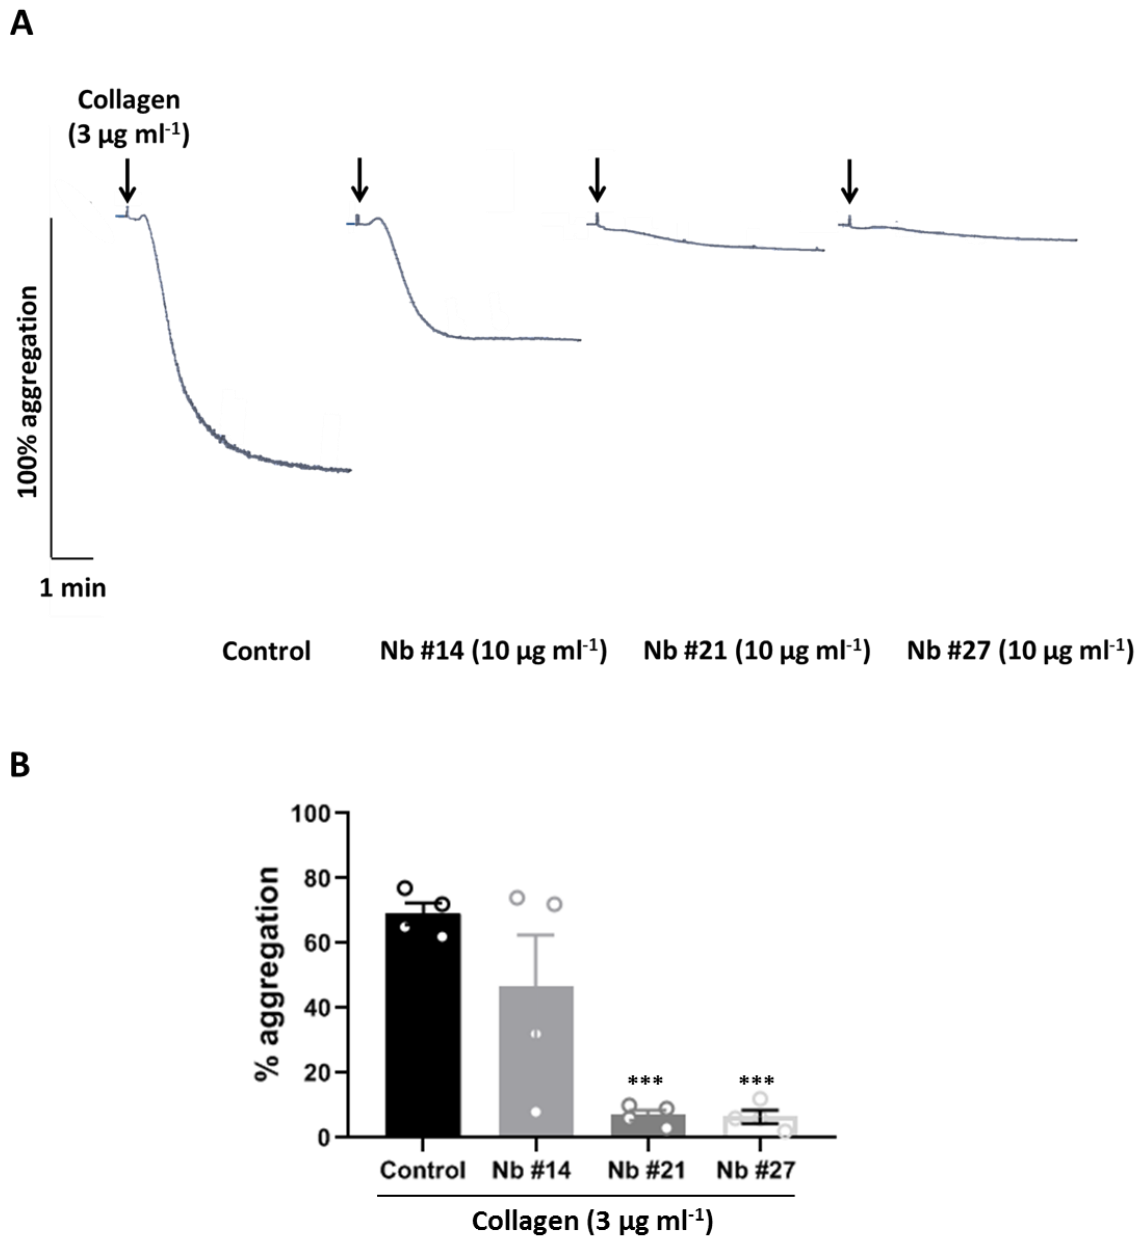 A
Collagen
(3 µg ml⁻¹)
100% aggregation
1 min
Control Nb #14 (10 µg ml⁻¹) Nb #21 (10 µg ml⁻¹) Nb #27 (10 µg ml⁻¹)
B
% aggregation
100
80
60
40
20
0
*** ***
Control Nb #14 Nb #21 Nb #27
Collagen (3 µg ml⁻¹)